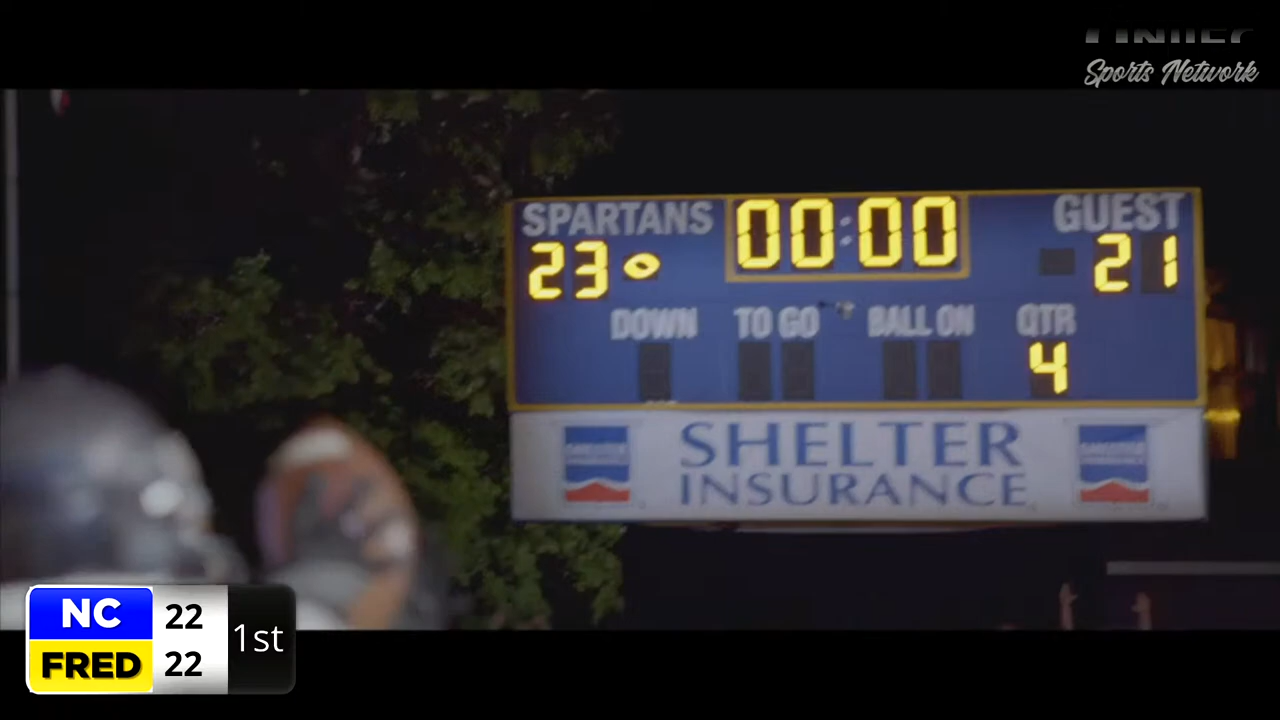 Sports Network
SPARTANS 00:00 GUEST
23 21
DOWN TO GO BALL ON QTR
4
SHELTER
INSURANCE
NC 22
1st
FRED 22